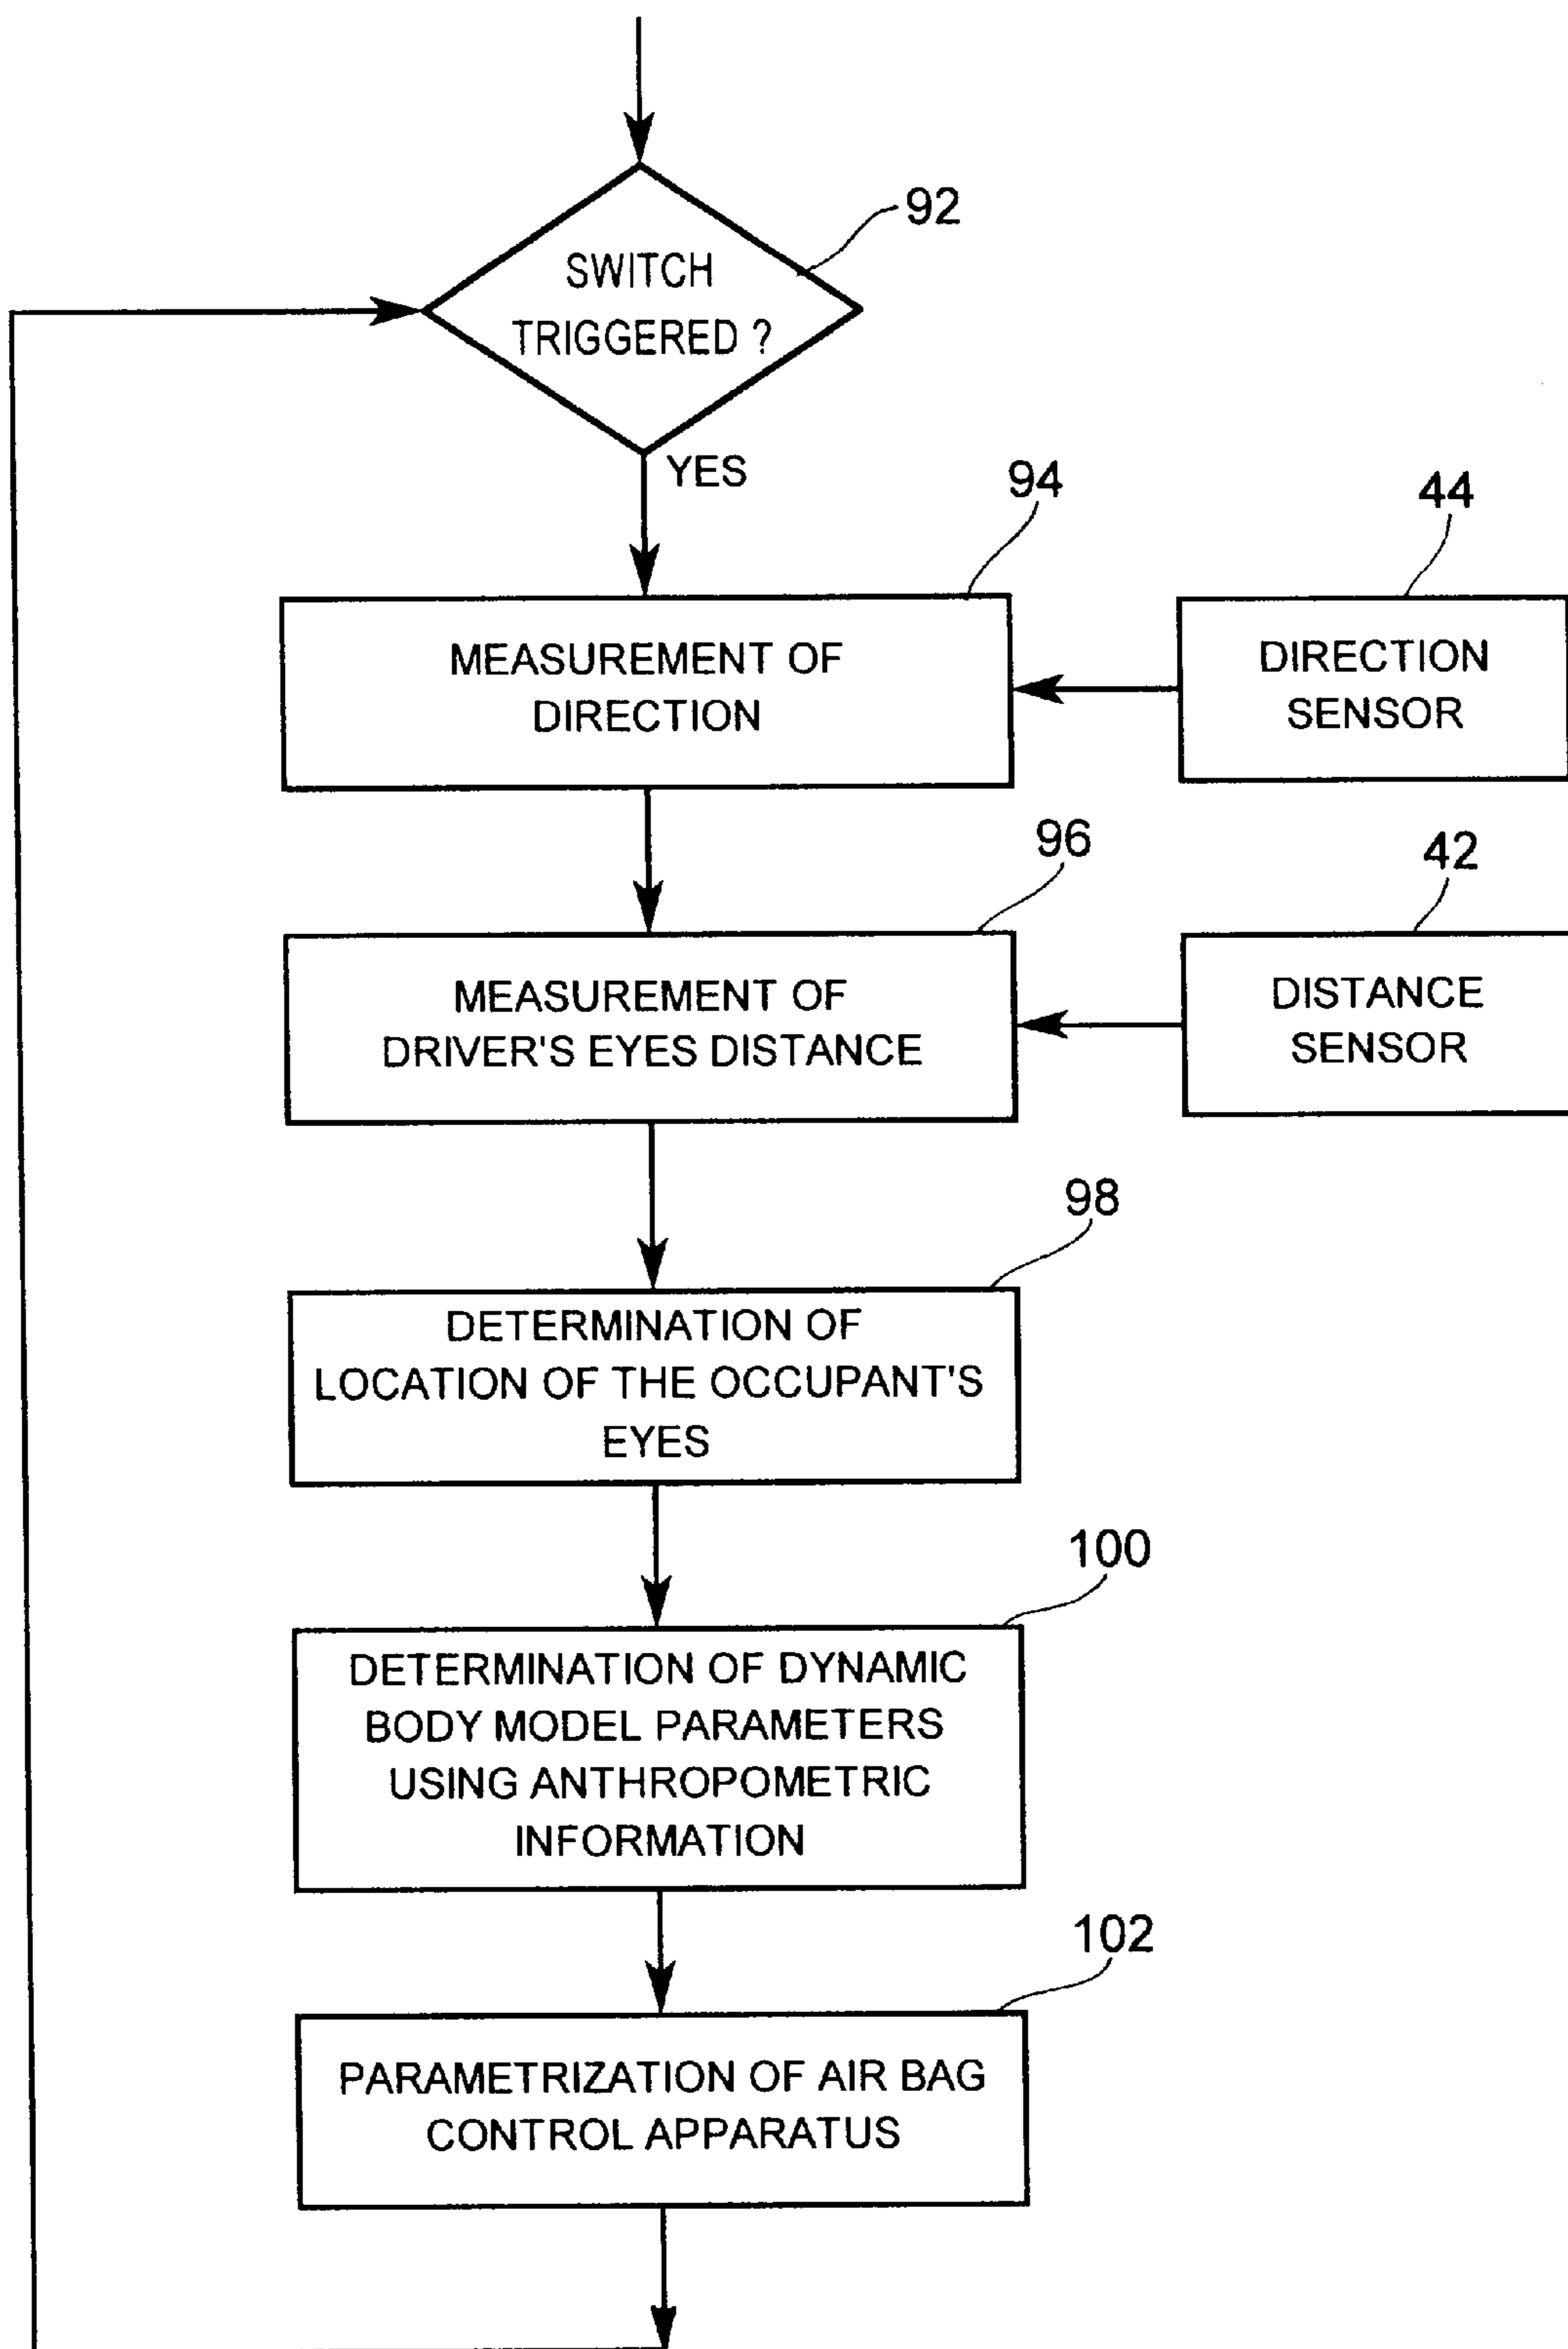 92
SWITCH
TRIGGERED ?
YES
94
44
MEASUREMENT OF
DIRECTION
DIRECTION
SENSOR
96
42
MEASUREMENT OF
DRIVER'S EYES DISTANCE
DISTANCE
SENSOR
98
DETERMINATION OF
LOCATION OF THE OCCUPANT'S
EYES
100
DETERMINATION OF DYNAMIC
BODY MODEL PARAMETERS
USING ANTHROPOMETRIC
INFORMATION
102
PARAMETRIZATION OF AIR BAG
CONTROL APPARATUS